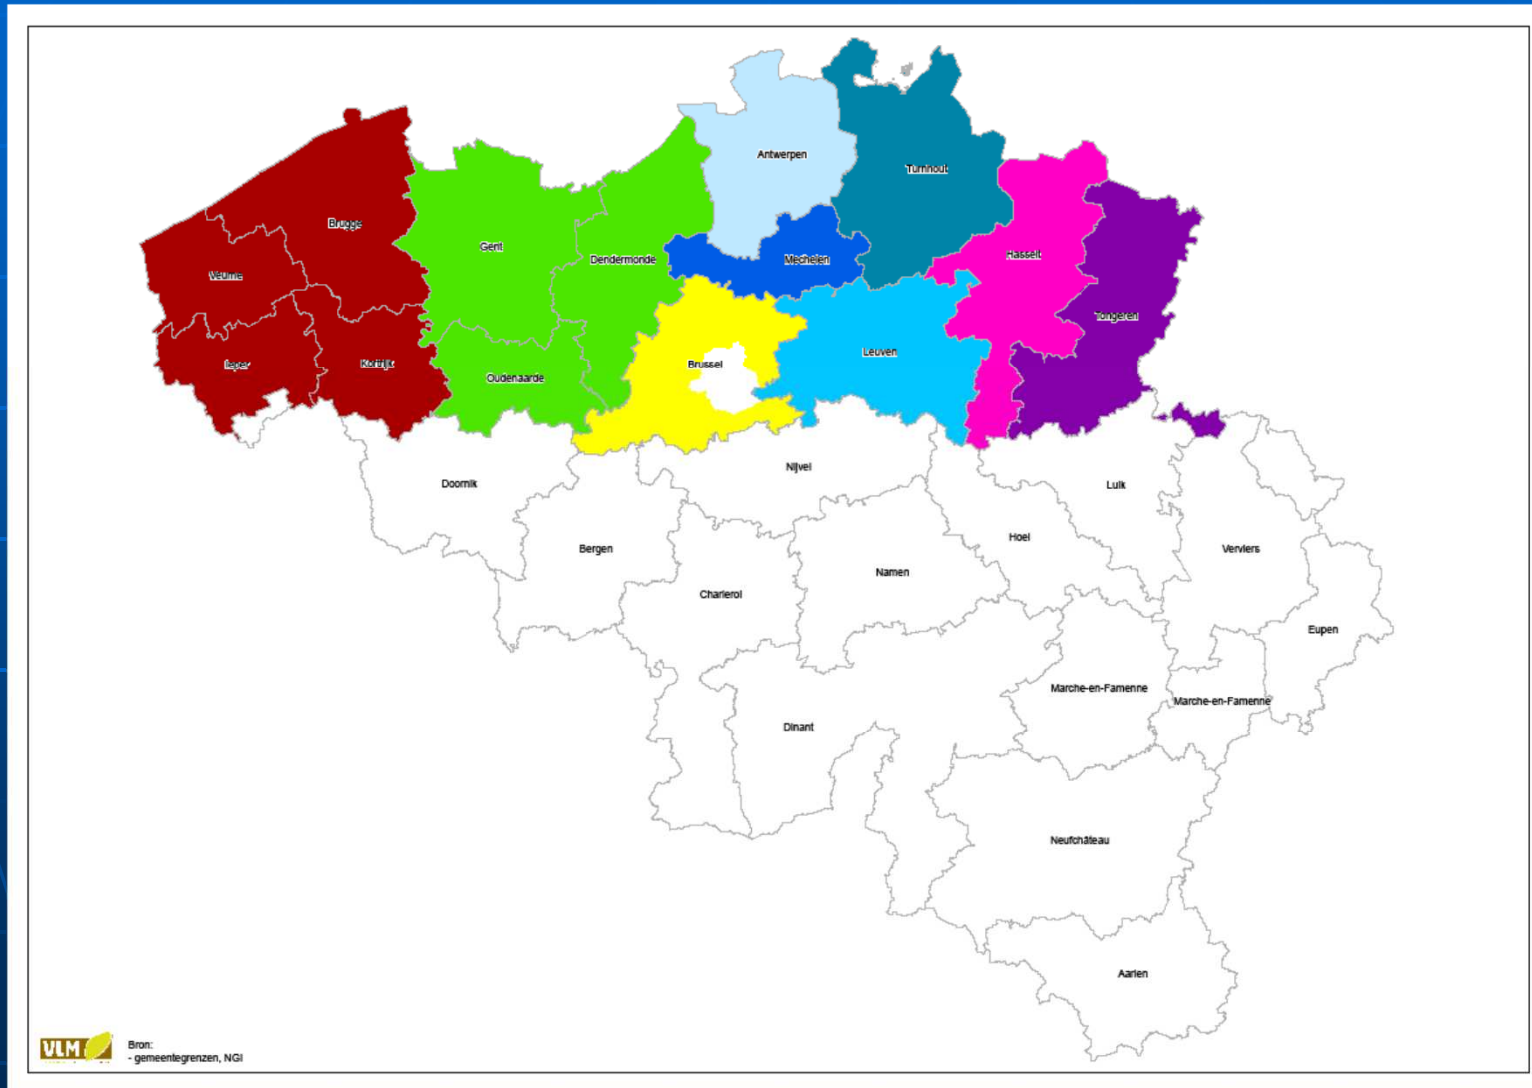 Antwerpen
Turnhout
Brugge
Gent
Hasselt
Dendermonde
Mechelen
Veurne
Tongeren
Leuven
Ieper
Kortrijk
Brussel
Oudenaarde
Nijvel
Doornik
Luik
Hoei
Bergen
Verviers
Namen
Charleroi
Eupen
Marche-en-Famenne
Marche-en-Famenne
Dinant
Neufchâteau
Aarlen
VLM
Bron:
- gemeentegrenzen, NGI